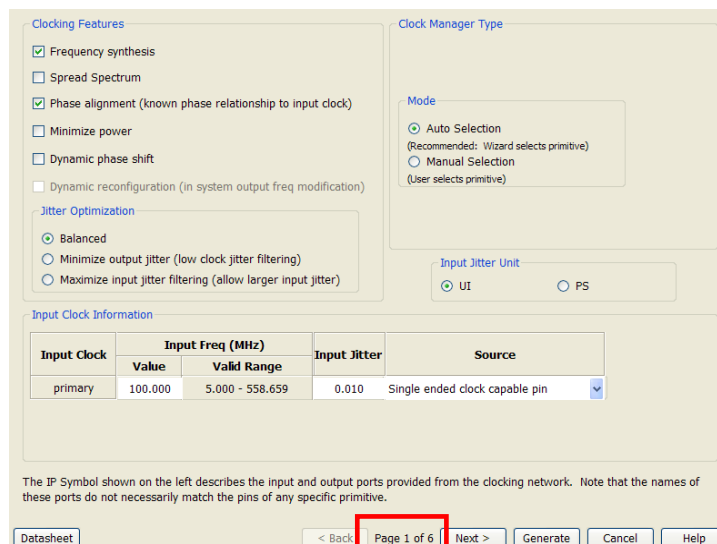 Clocking Features
Frequency synthesis
Spread Spectrum
Phase alignment (known phase relationship to input clock)
Minimize power
Dynamic phase shift
Dynamic reconfiguration (in system output freq modification)
Jitter Optimization
Balanced
Minimize output jitter (low clock jitter filtering)
Maximize input jitter filtering (allow larger input jitter)
Clock Manager Type
Mode
Auto Selection
(Recommended: Wizard selects primitive)
Manual Selection
(User selects primitive)
Input Jitter Unit
UI PS
Input Clock Information
Input Clock Input Freq (MHz) Input Jitter Source
Value Valid Range
primary 100.000 5.000 - 558.659 0.010 Single ended clock capable pin
The IP Symbol shown on the left describes the input and output ports provided from the clocking network. Note that the names of
these ports do not necessarily match the pins of any specific primitive.
Datasheet < Back Page 1 of 6 Next > Generate Cancel Help